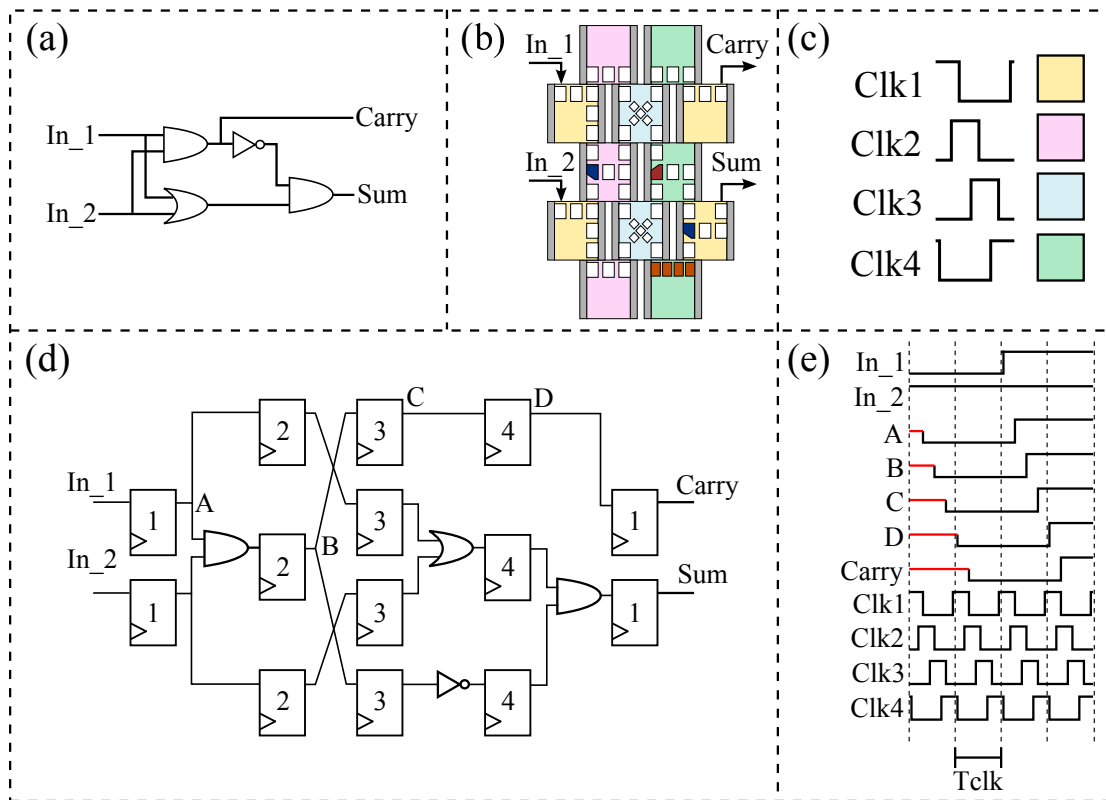 (a)
In_1
In_2
Carry
Sum
(b)
In_1
Carry
In_2
Sum
(c)
Clk1
Clk2
Clk3
Clk4
(d)
In_1
In_2
1
1
A
2
2
2
B
C
3
3
3
3
D
4
4
4
1
1
Carry
Sum
(e)
In_1
In_2
A
B
C
D
Carry
Clk1
Clk2
Clk3
Clk4
Tclk